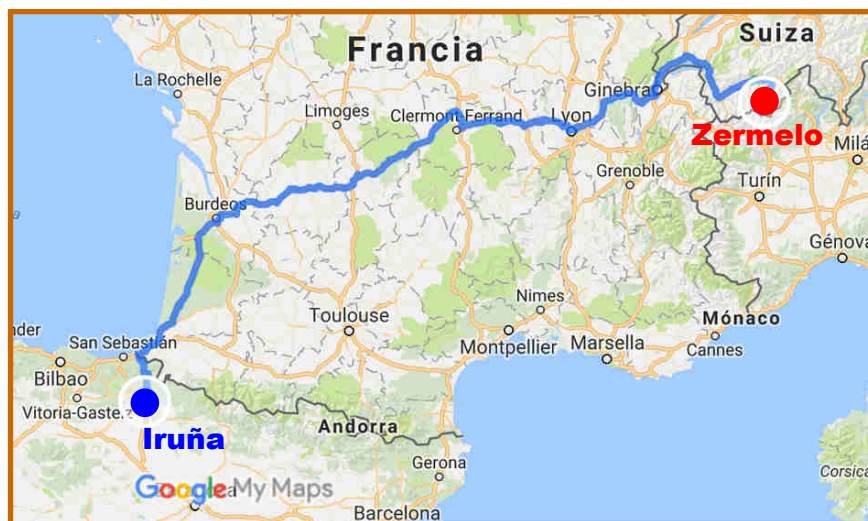 Suiza
Francia
La Rochelle
Ginebra
Limoges
Clermont-Ferrand
Lyon
Zermelo
Milá
Grenoble
Turín
Burdeos
Génova
Nimes
Mónaco
Toulouse
Montpellier
Marsella
Cannes
San Sebastián
Bilbao
Vitoria-Gastei
Iruña
Andorra
Gerona
Google My Maps
Barcelona
Corsica